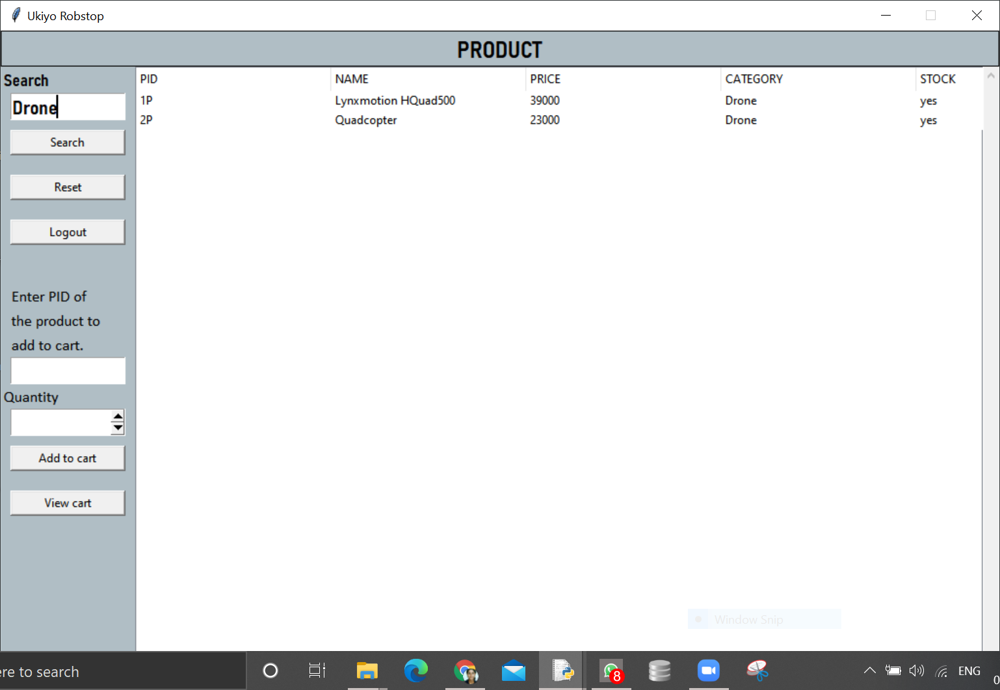 Ukiyo Robstop
PRODUCT
Search
Drone
Search
Reset
Logout
Enter PID of
the product to
add to cart.
Quantity
Add to cart
View cart
PID NAME PRICE CATEGORY STOCK
1P Lynxmotion HQuad500 39000 Drone yes
2P Quadcopter 23000 Drone yes
Window Snip
ere to search
8
ENG
0